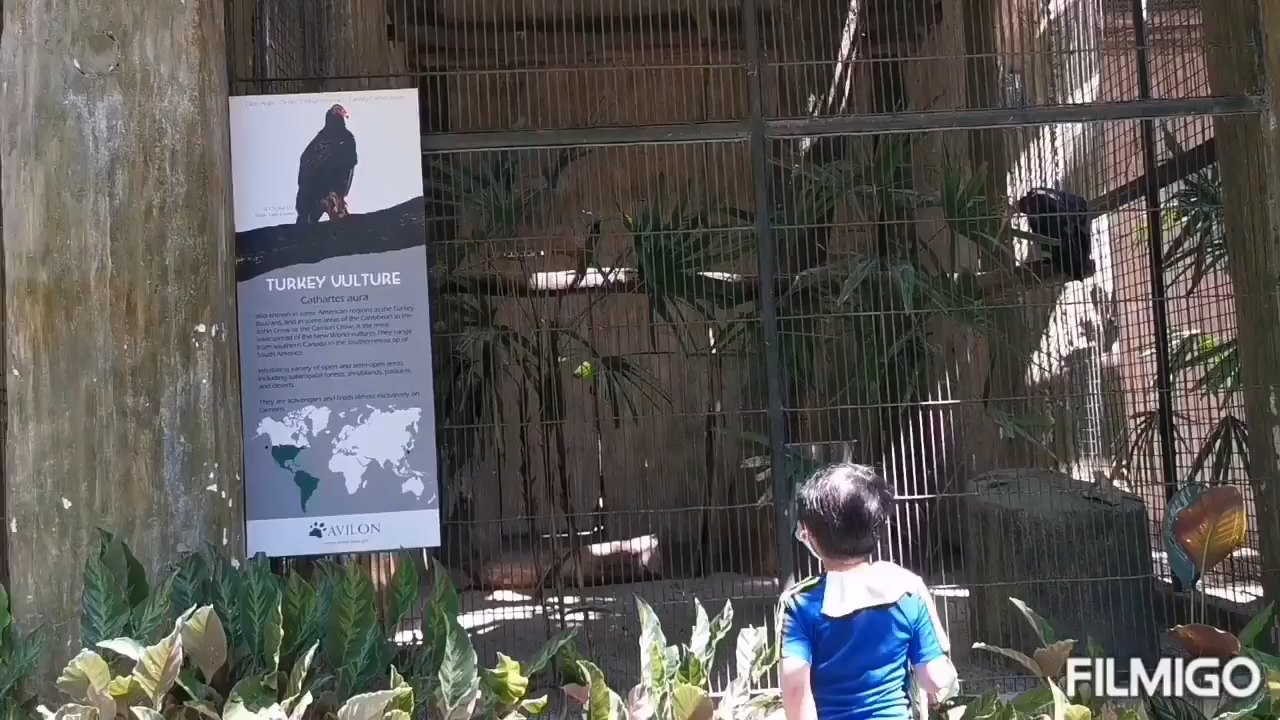 TURKEY VULTURE
Cathartes aura
also known in some American regions as the Turkey
Buzzard, and in some areas of the Caribbean as the
John Crow or the Carrion Crow, is the most
widespread of the New World vultures. They range
from southern Canada to the southernmost tip of
South America.
Inhabiting variety of open and semi-open areas
including subtropical forests, shrublands, pastures,
and deserts.
They are scavengers and feeds almost exclusively on
carrions.
AVILON
FILMIGO